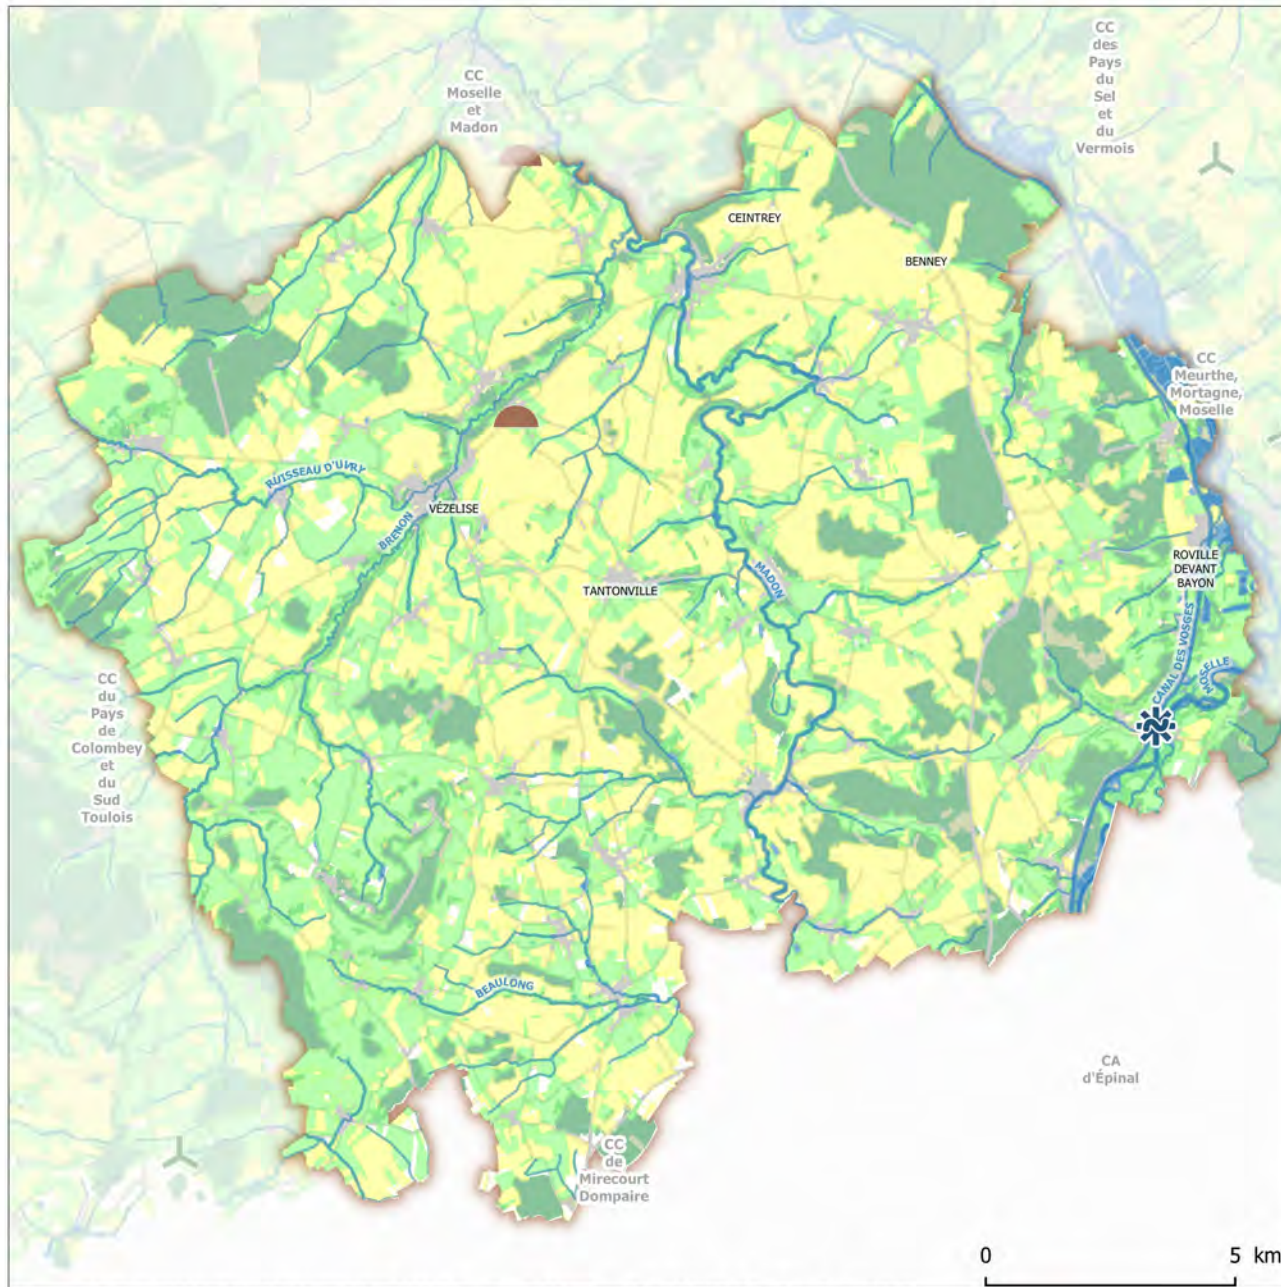 CC
des
Pays
du
Sel
et
du
Vermois
CC
Moselle
et
Madon
CEINTREY
BENNEY
CC
Meurthe,
Mortagne,
Moselle
RUISSEAU D'UVRY
VÉZELISE
BRENON
ROVILLE
DEVANT
BAYON
TANTONVILLE
MADON
CANAL DES VOSGES
MOSELLE
CC
du
Pays
de
Colombey
et
du
Sud
Toulois
BEAULONG
CA
d'Épinal
CC
de
Mirecourt
Dompaire
0 5 km